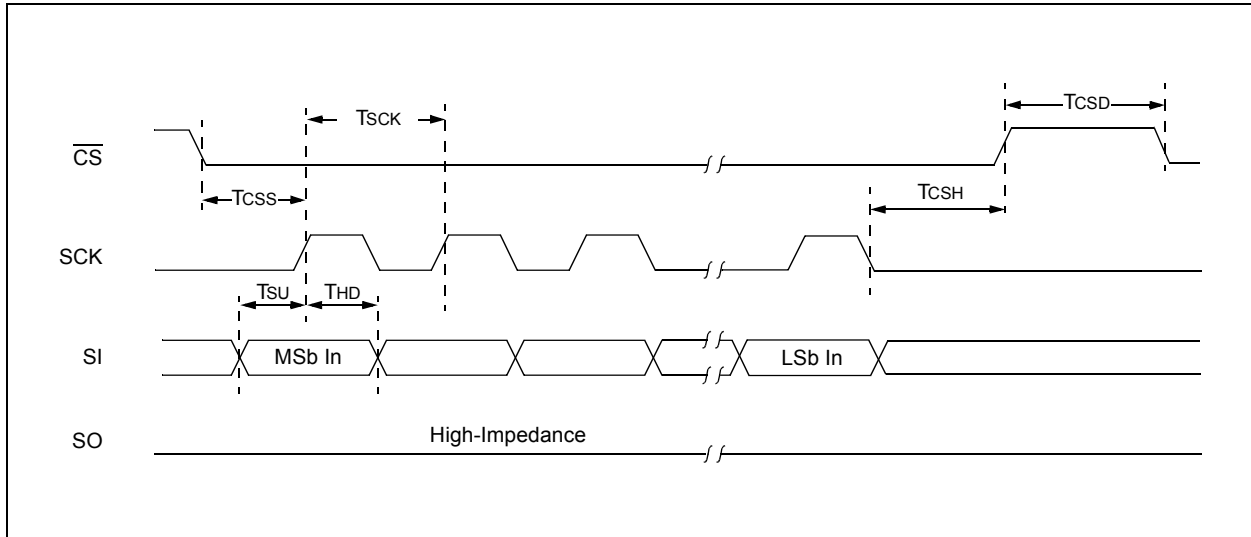 TSCK
TCSD
CS
TCSS
TCSH
SCK
TSU
THD
SI
MSb In
LSb In
High-Impedance
SO